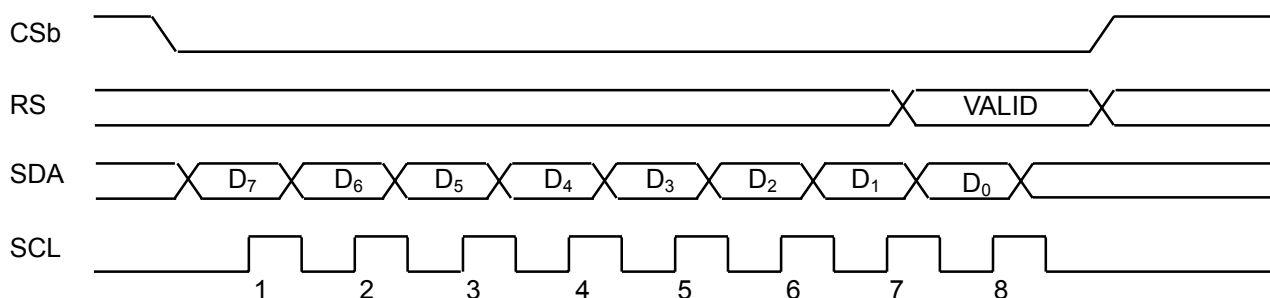 CSb
RS VALID
SDA D₇ D₆ D₅ D₄ D₃ D₂ D₁ D₀
SCL
1 2 3 4 5 6 7 8